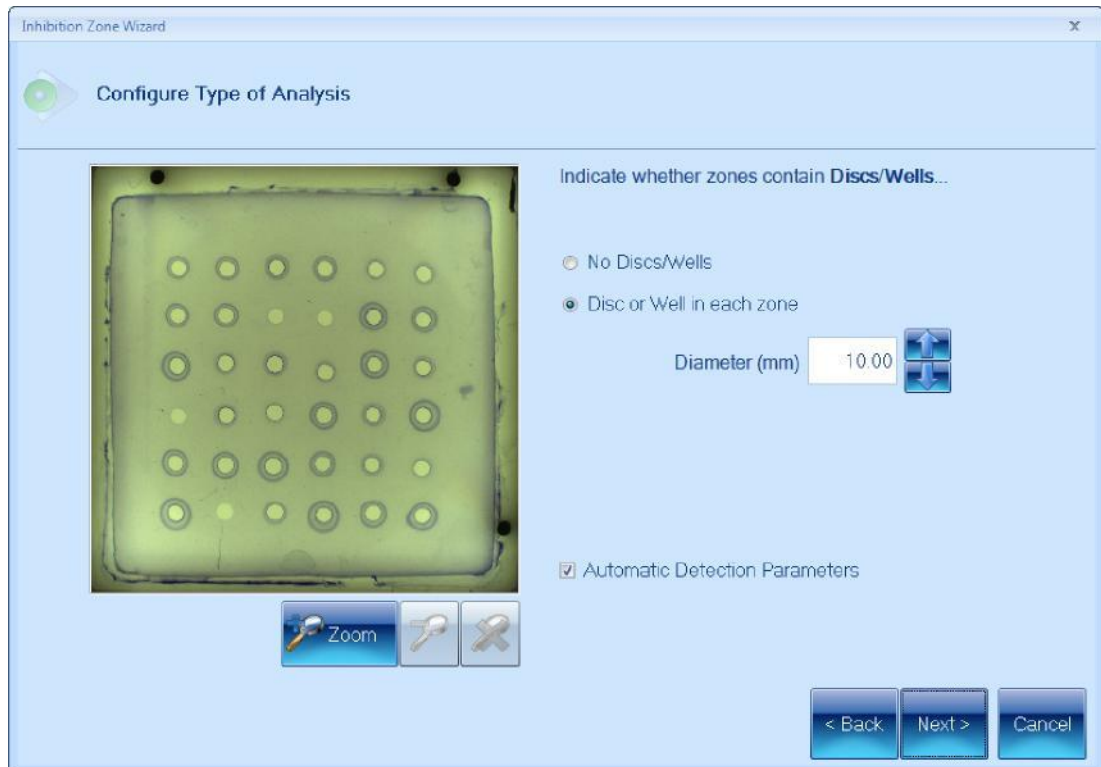 Inhibition Zone Wizard
x
Configure Type of Analysis
Indicate whether zones contain Discs/Wells...
No Discs/Wells
Disc or Well in each zone
Diameter (mm) 10.00
Automatic Detection Parameters
Zoom
< Back Next > Cancel